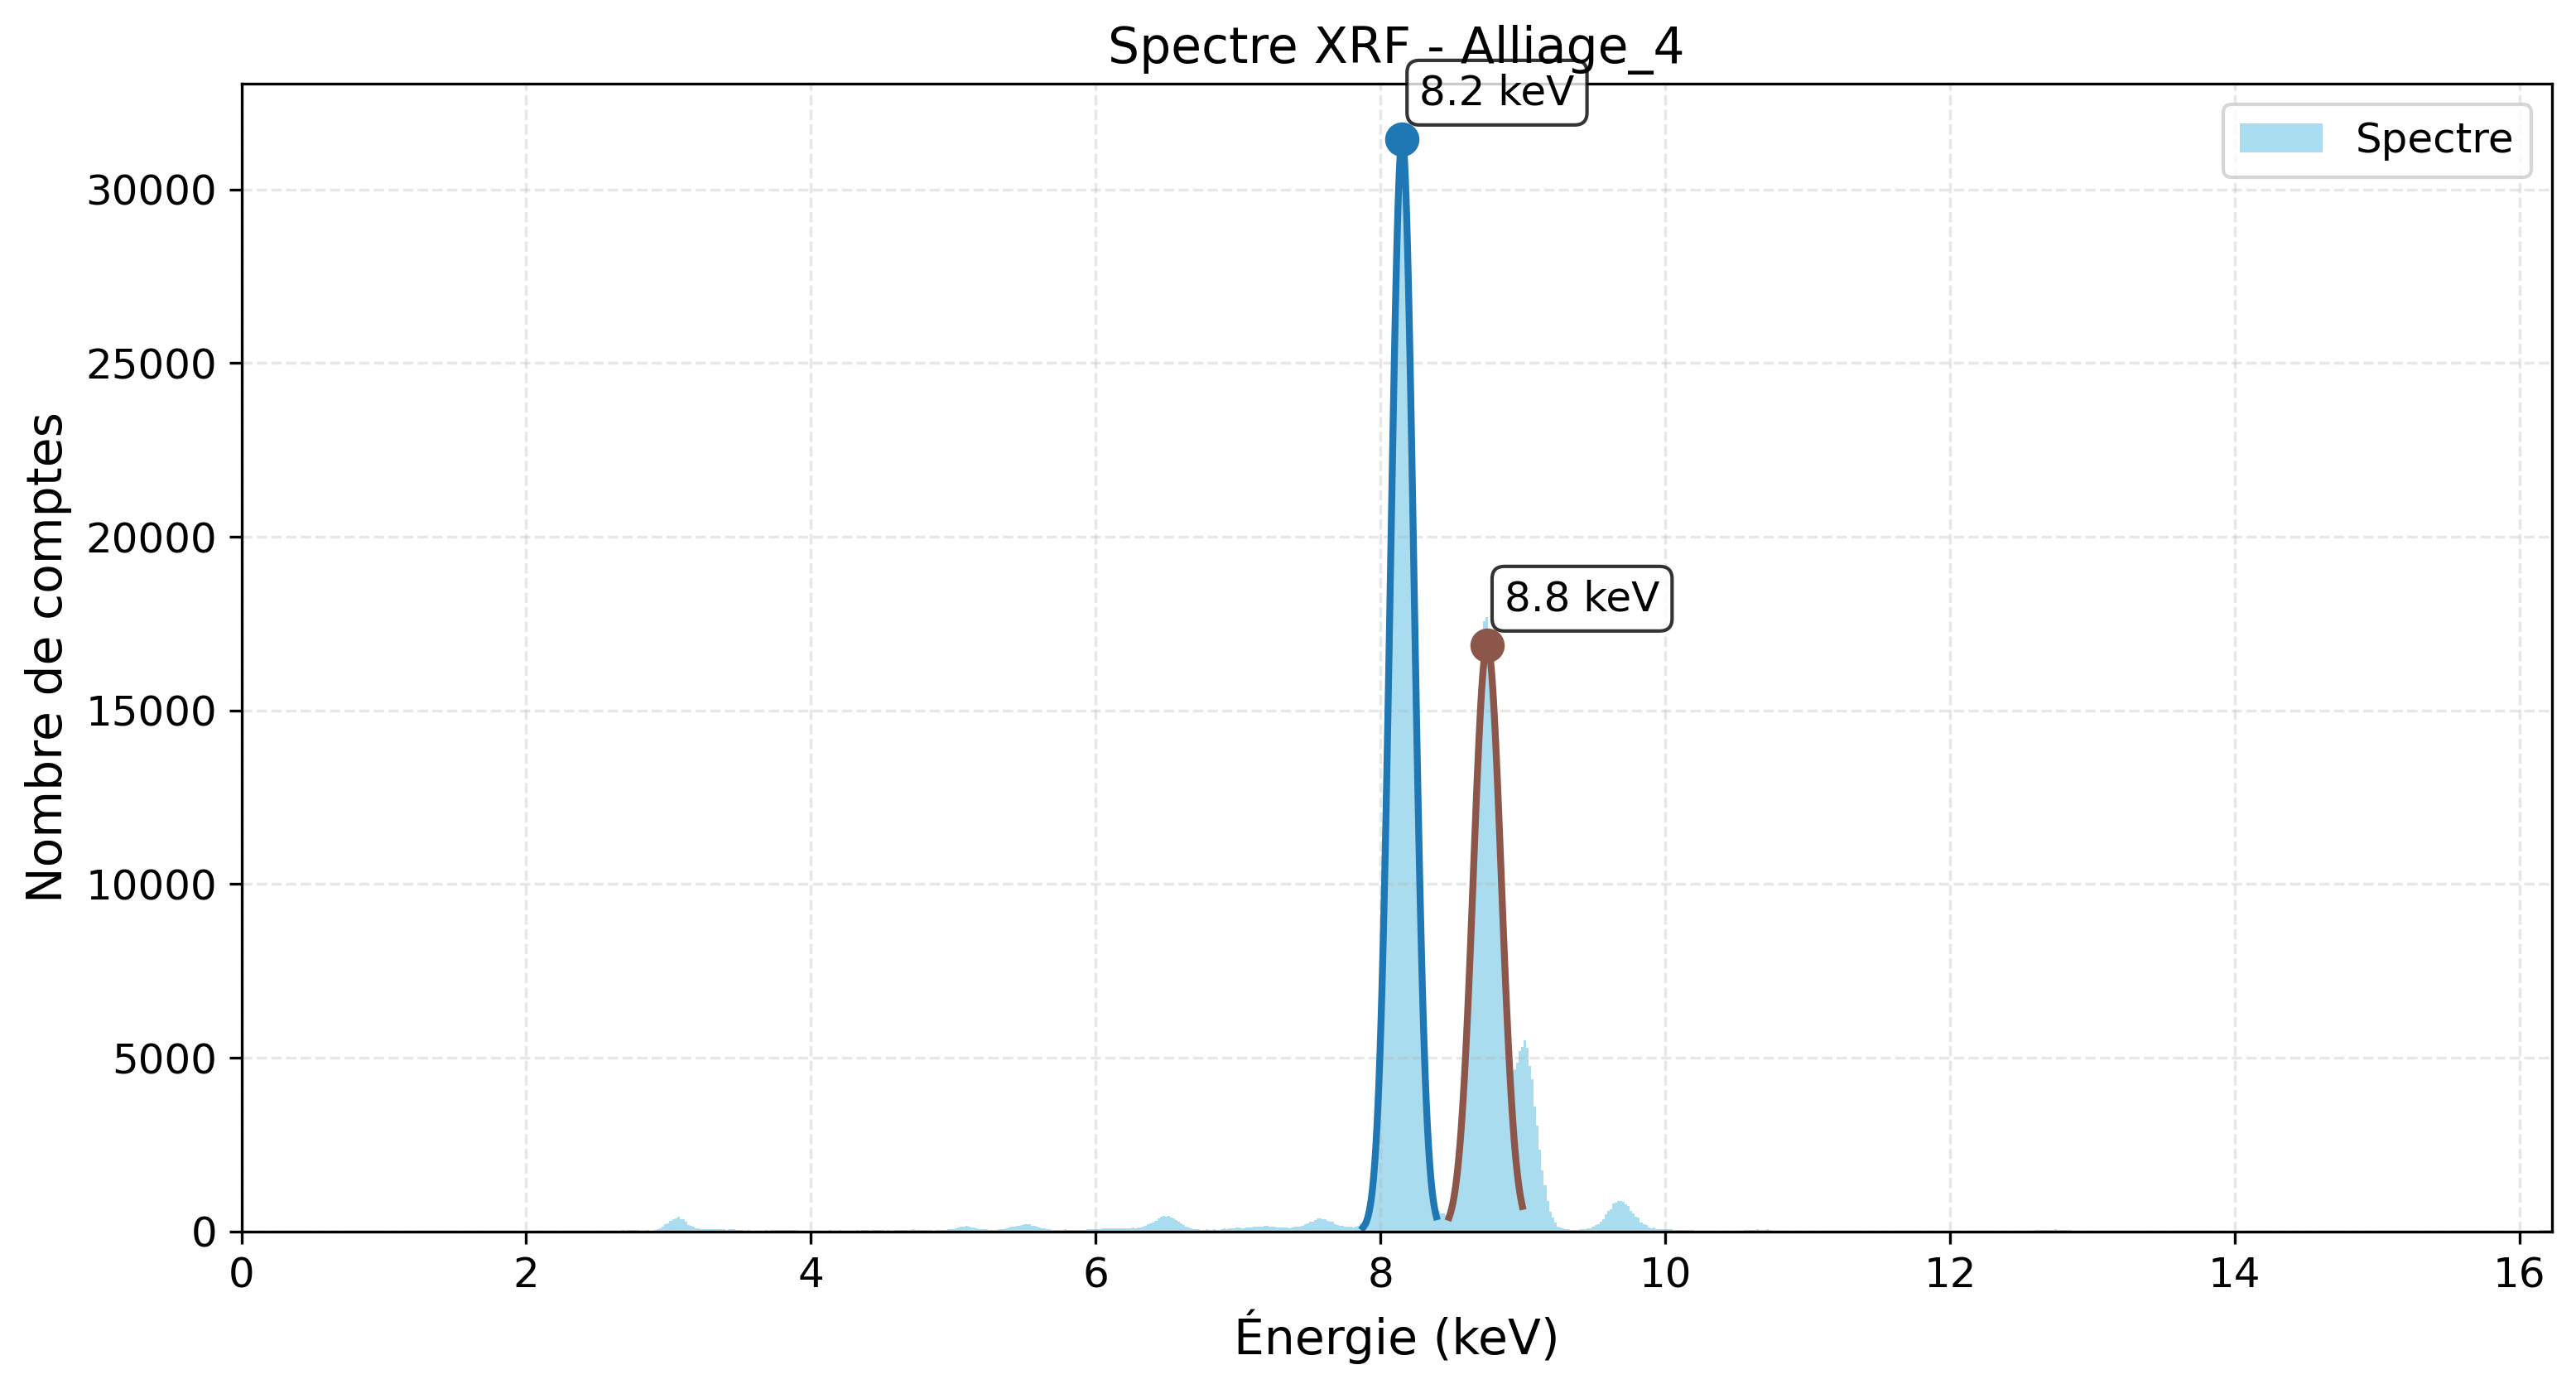 Spectre XRF - Alliage_4
8.2 keV
Spectre
8.8 keV
30000
25000
20000
15000
10000
5000
0
Nombre de comptes
0 2 4 6 8 10 12 14 16
Énergie (keV)